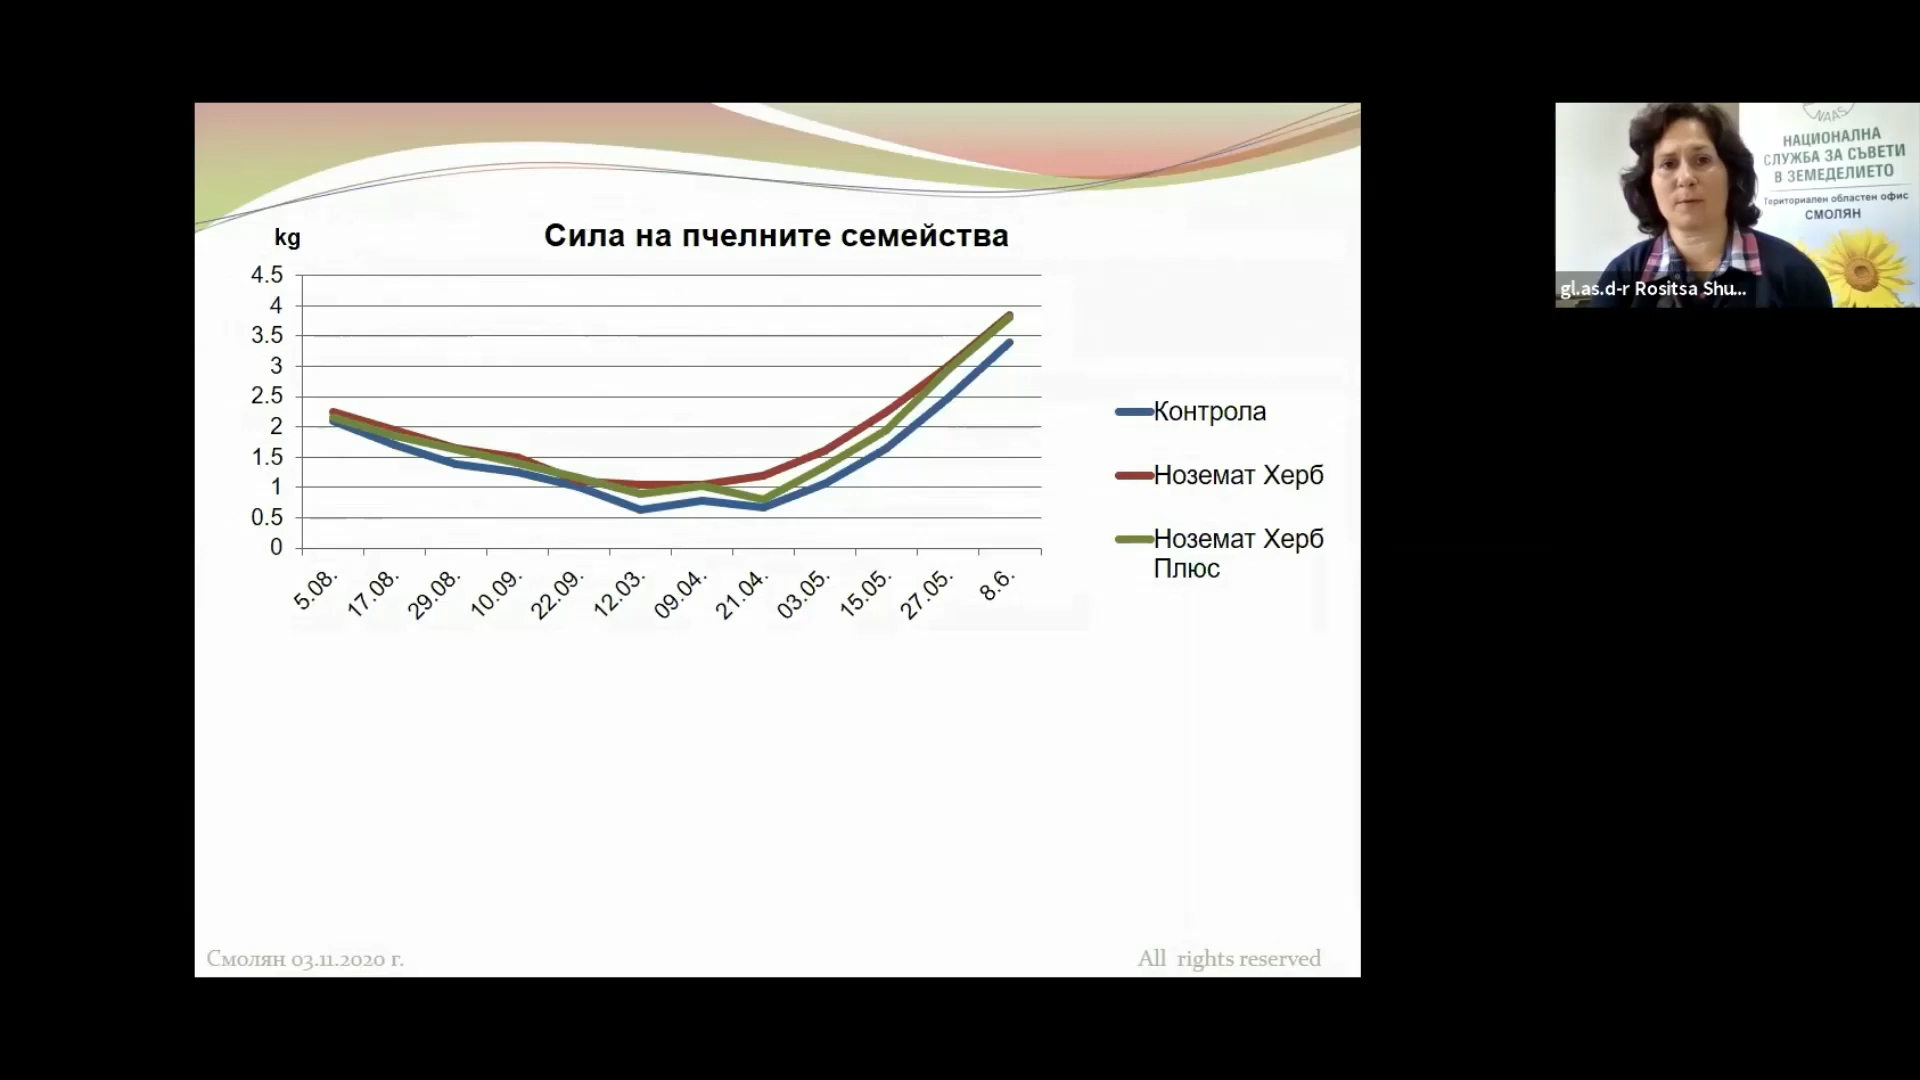 kg
Сила на пчелните семейства
4.5
4
3.5
3
2.5
2
1.5
1
0.5
0
5.08.
17.08.
29.08.
10.09.
22.09.
12.03.
09.04.
21.04.
03.05.
15.05.
27.05.
8.6.
Контрола
Ноземат Херб
Ноземат Херб
Плюс
Смолян 03.11.2020 г.
All rights reserved
NAAS
НАЦИОНАЛНА
СЛУЖБА ЗА СЪВЕТИ
В ЗЕМЕДЕЛИЕТО
Териториален областен офис
СМОЛЯН
gl.as.d-r Rositsa Shu...